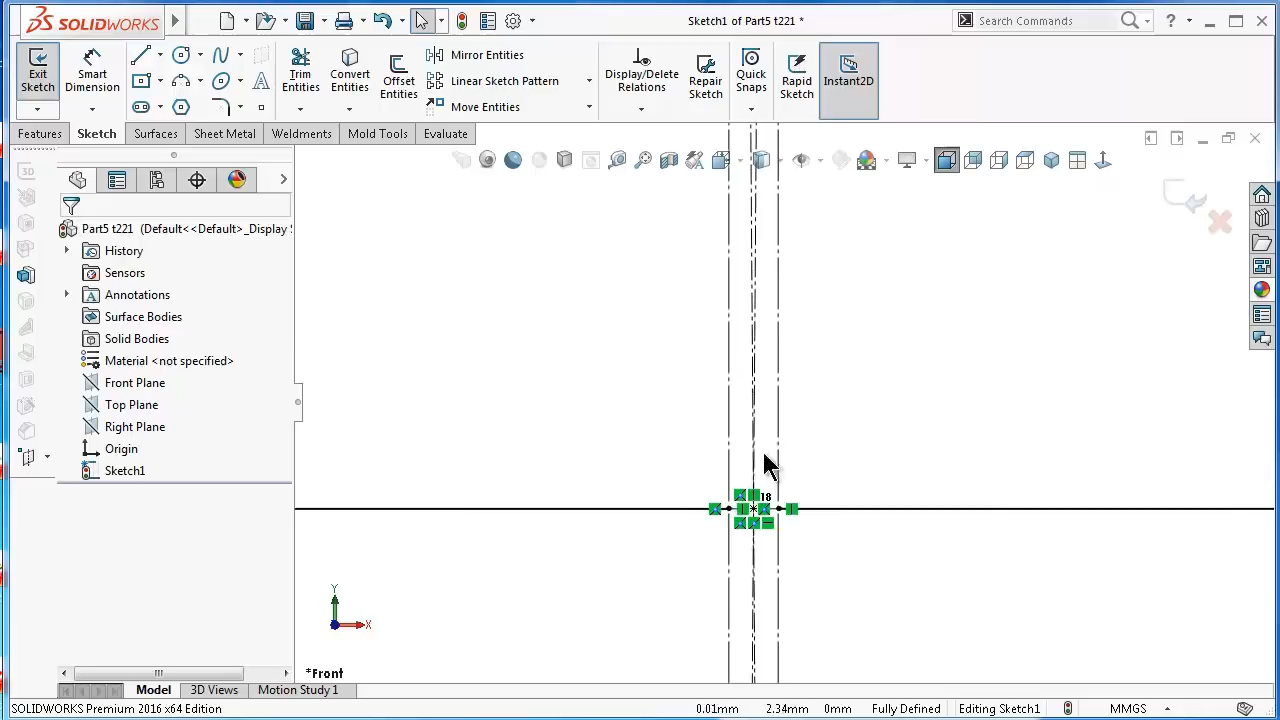 SOLIDWORKS
Sketch1 of Part5 t221 *
Search Commands
?
Exit Sketch
Smart Dimension
Trim Entities
Convert Entities
Offset Entities
Mirror Entities
Linear Sketch Pattern
Move Entities
Display/Delete Relations
Repair Sketch
Quick Snaps
Rapid Sketch
Instant2D
Features
Sketch
Surfaces
Sheet Metal
Weldments
Mold Tools
Evaluate
3D
Part5 t221 (Default<<Default>_Display S
History
Sensors
Annotations
Surface Bodies
Solid Bodies
Material <not specified>
Front Plane
Top Plane
Right Plane
Origin
Sketch1
18
Y
X
*Front
Model
3D Views
Motion Study 1
SOLIDWORKS Premium 2016 x64 Edition
0.01mm
2.34mm
0mm
Fully Defined
Editing Sketch1
MMGS